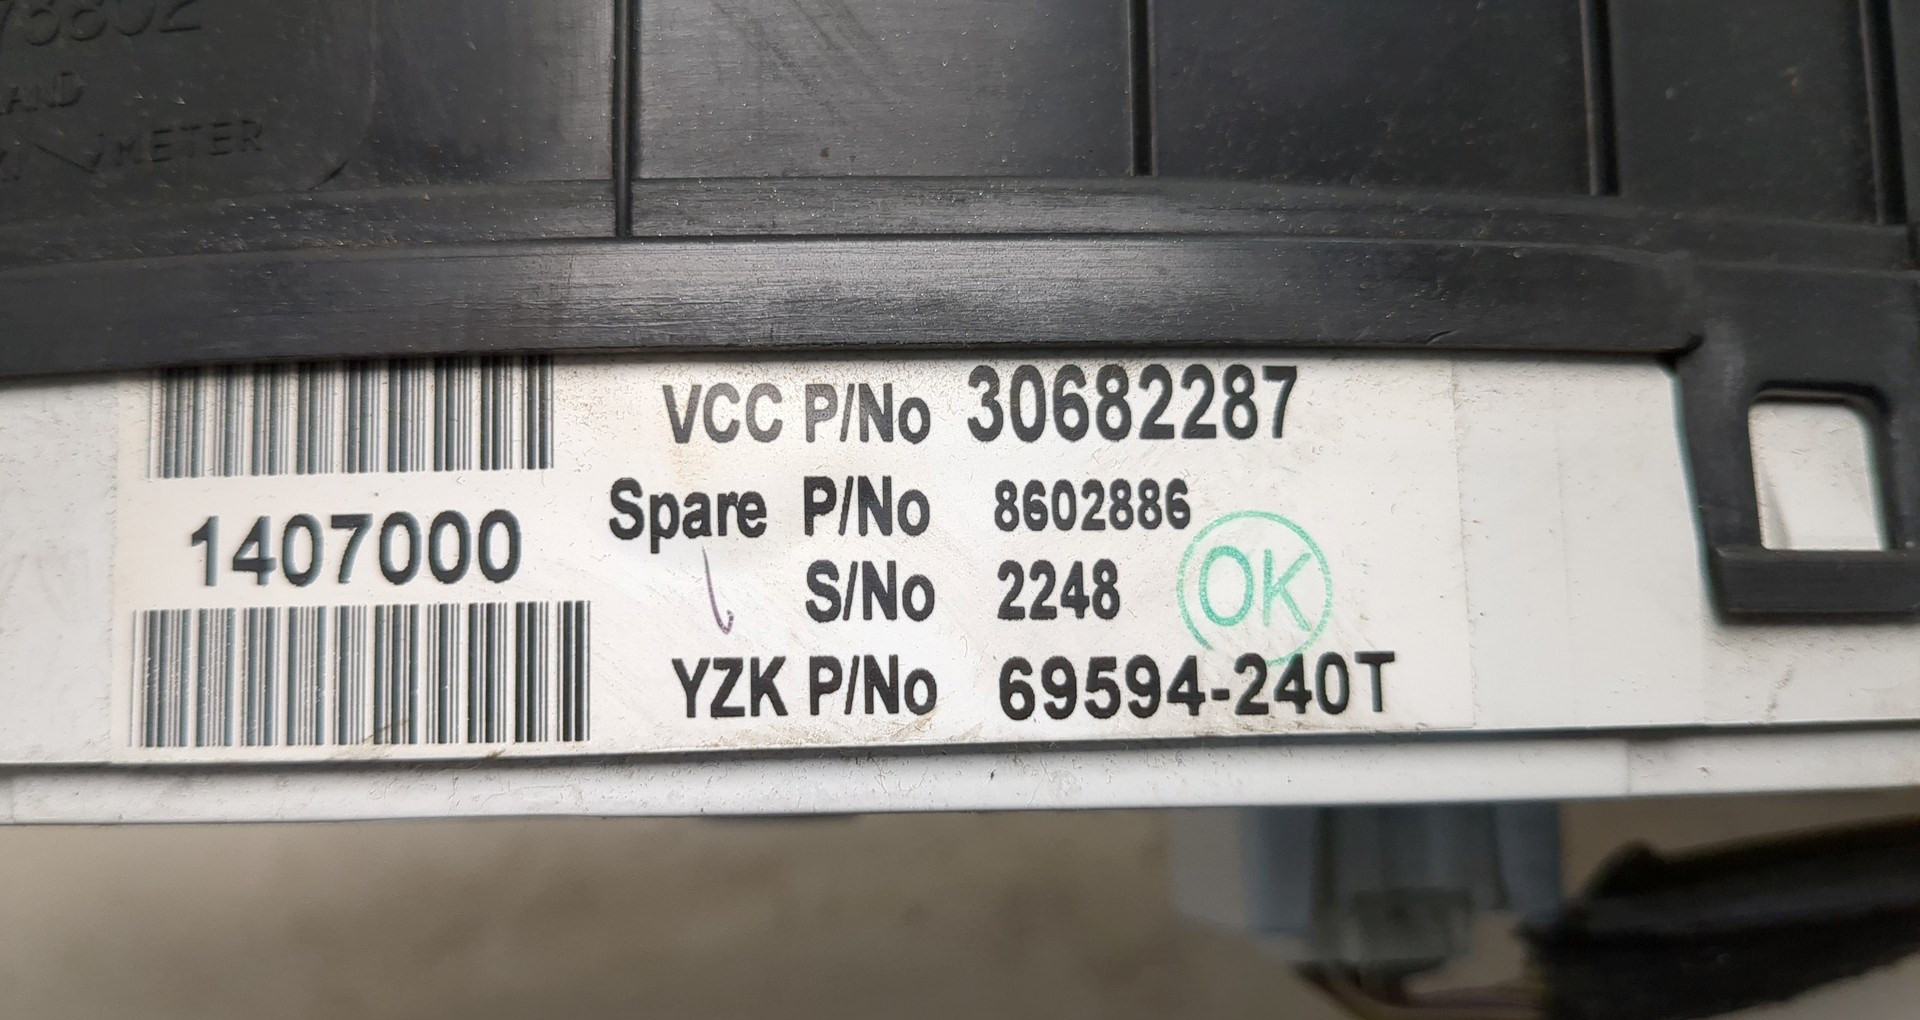 METER
VCC P/No 30682287
Spare P/No 8602886
1407000
S/No 2248
OK
YZK P/No 69594-240T